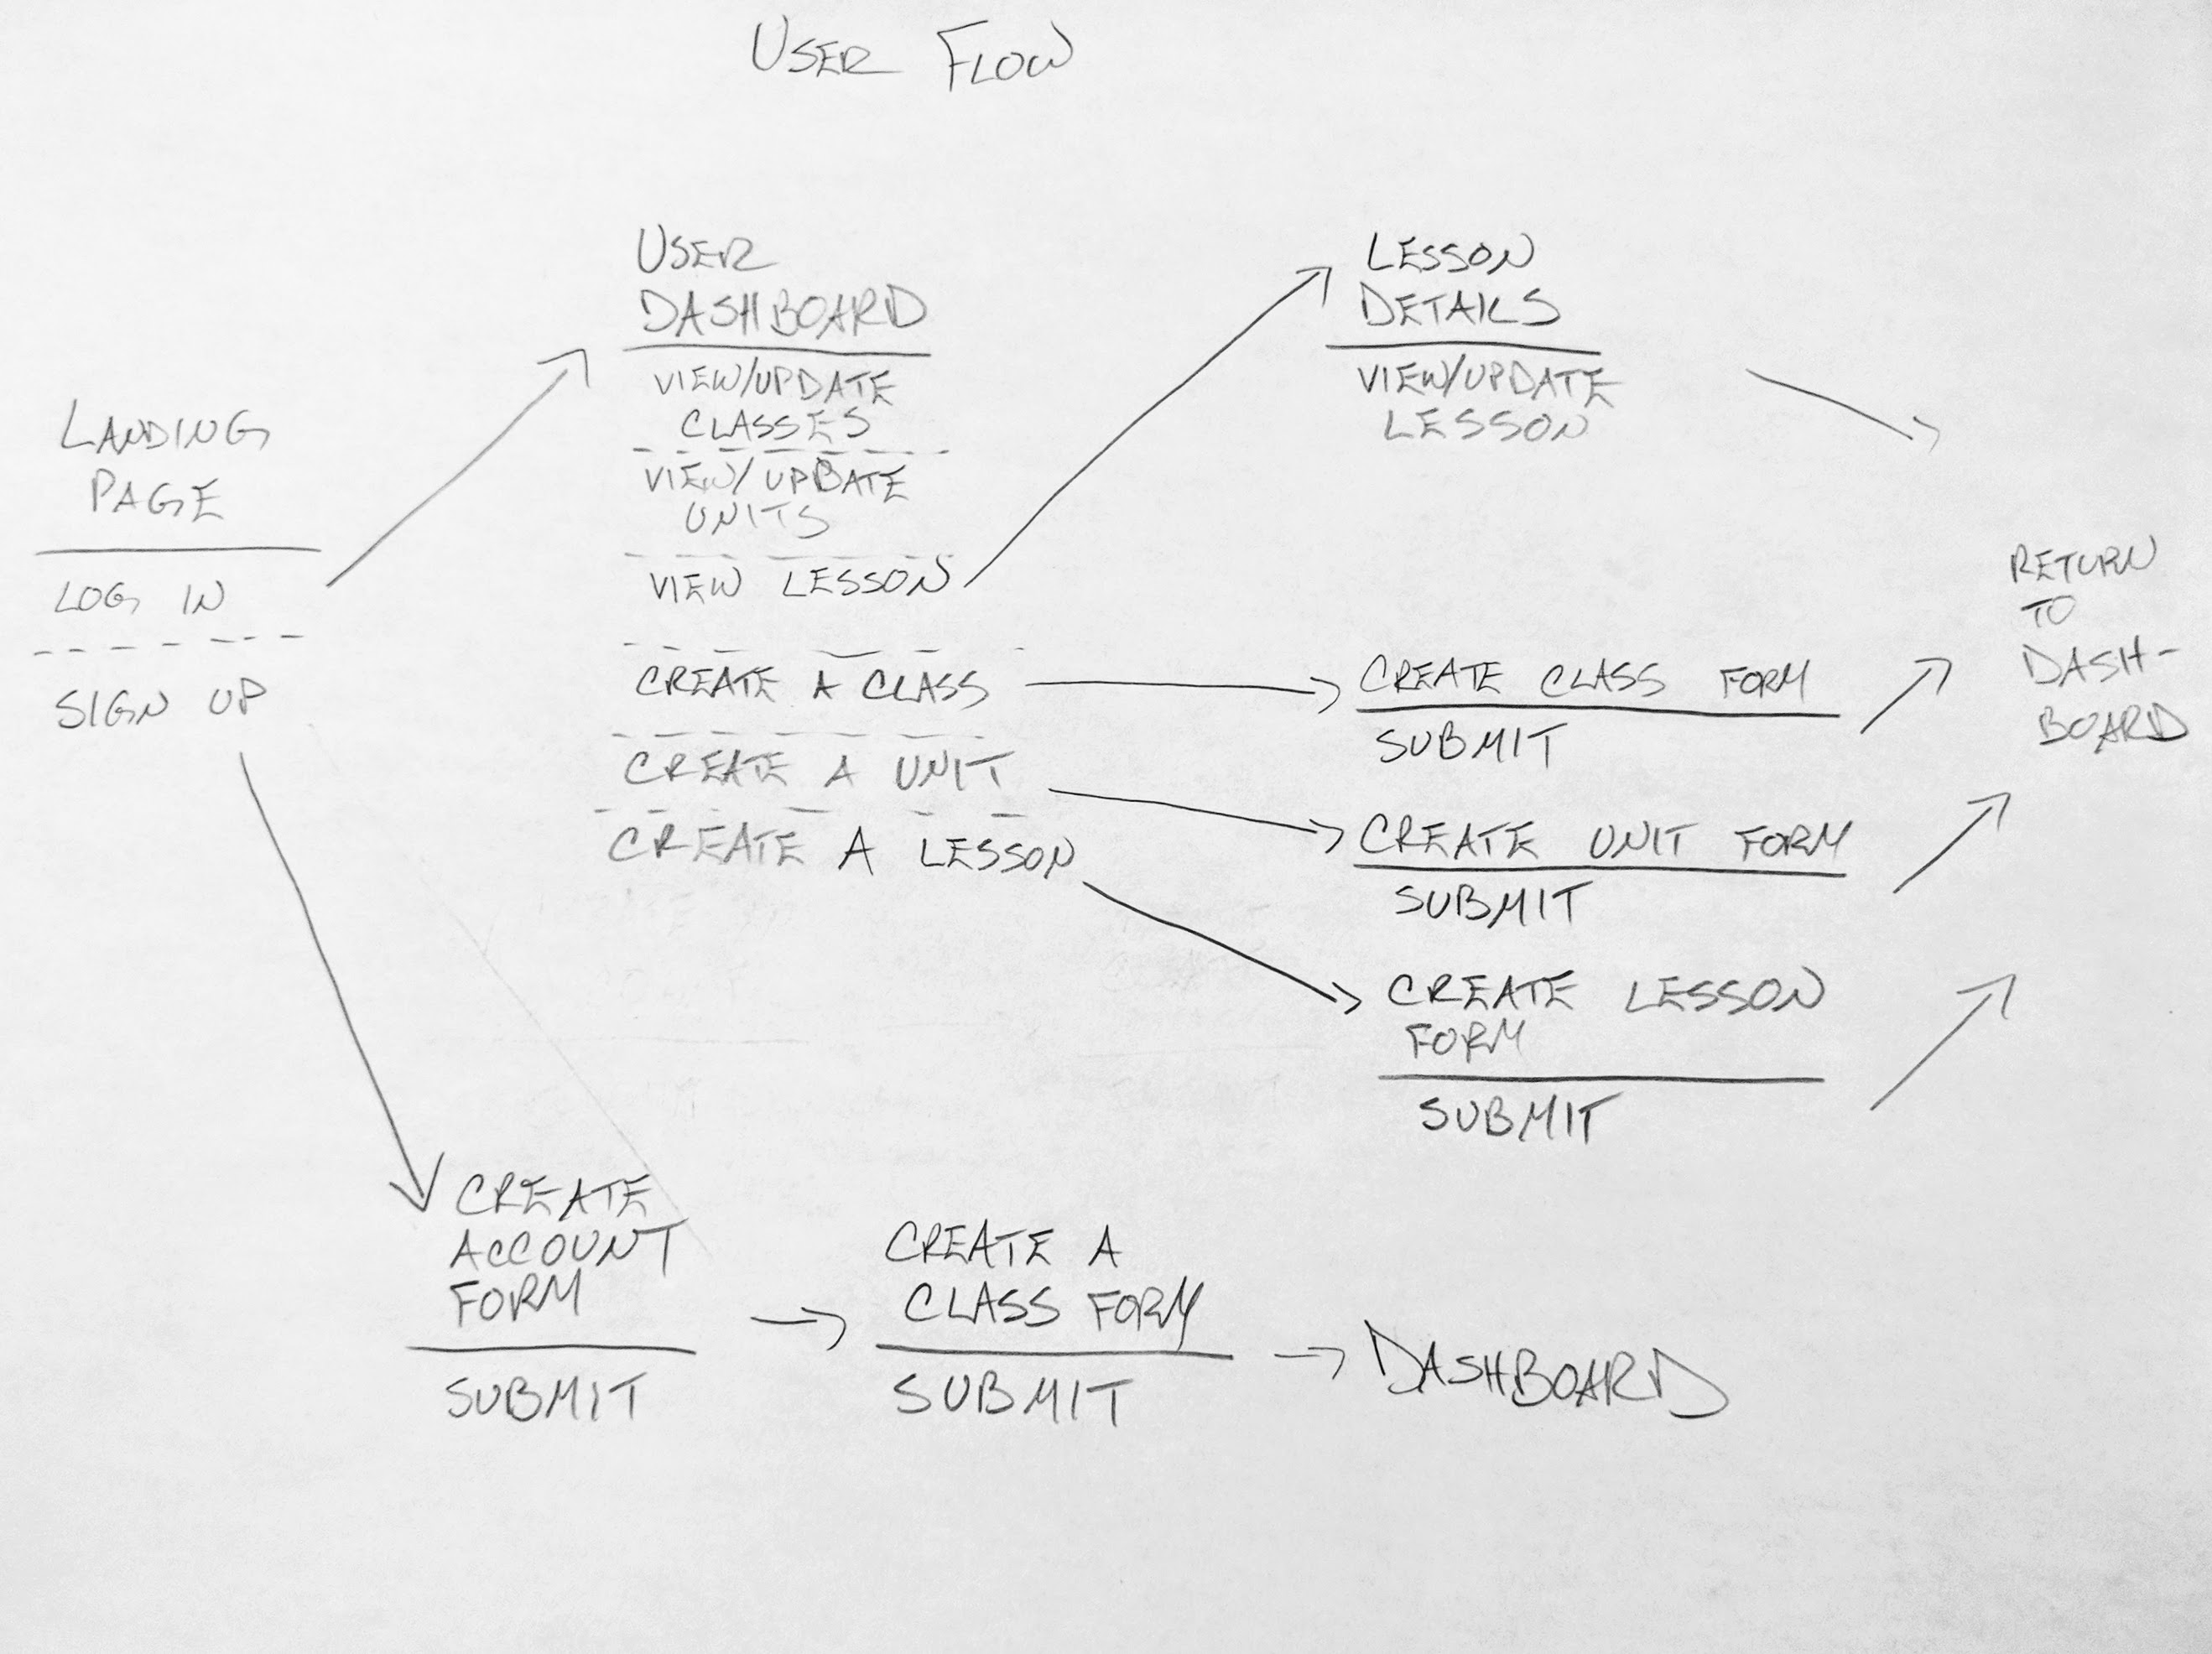 USER FLOW
LANDING
PAGE
LOG IN
SIGN UP
USER
DASHBOARD
VIEW/UPDATE
CLASSES
VIEW/UPDATE
UNITS
VIEW LESSON
CREATE A CLASS
CREATE A UNIT
CREATE A LESSON
LESSON
DETAILS
VIEW/UPDATE
LESSON
CREATE CLASS FORM
SUBMIT
CREATE UNIT FORM
SUBMIT
CREATE LESSON
FORM
SUBMIT
RETURN
TO
DASH-
BOARD
CREATE
ACCOUNT
FORM
SUBMIT
CREATE A
CLASS FORM
SUBMIT
DASHBOARD